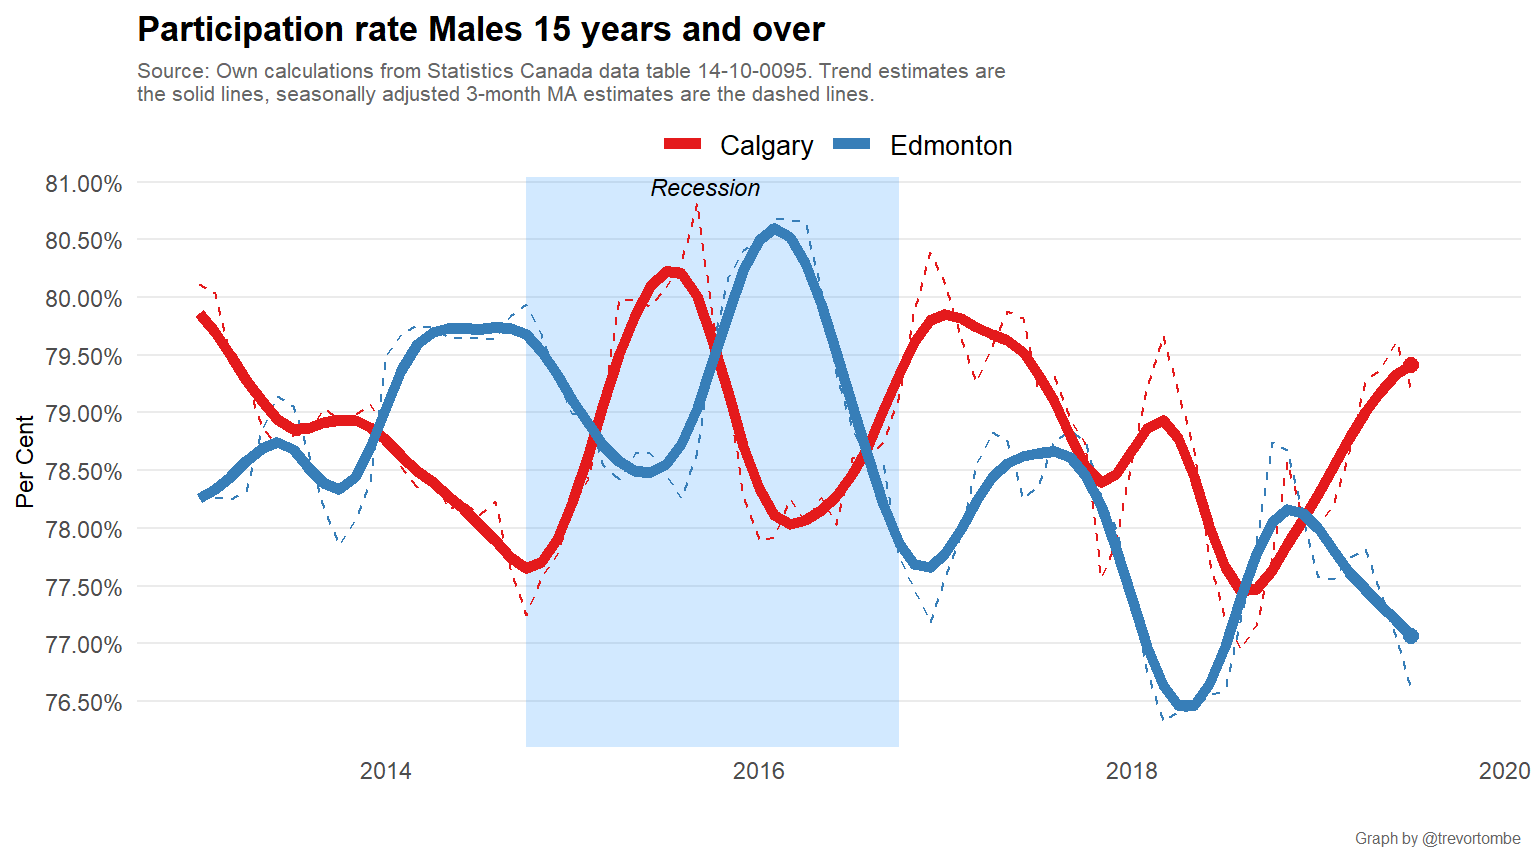 Participation rate Males 15 years and over
Source: Own calculations from Statistics Canada data table 14-10-0095. Trend estimates are
the solid lines, seasonally adjusted 3-month MA estimates are the dashed lines.
Calgary Edmonton
Recession
81.00%
80.50%
80.00%
79.50%
79.00%
78.50%
78.00%
77.50%
77.00%
76.50%
Per Cent
2014 2016 2018 2020
Graph by @trevortombe